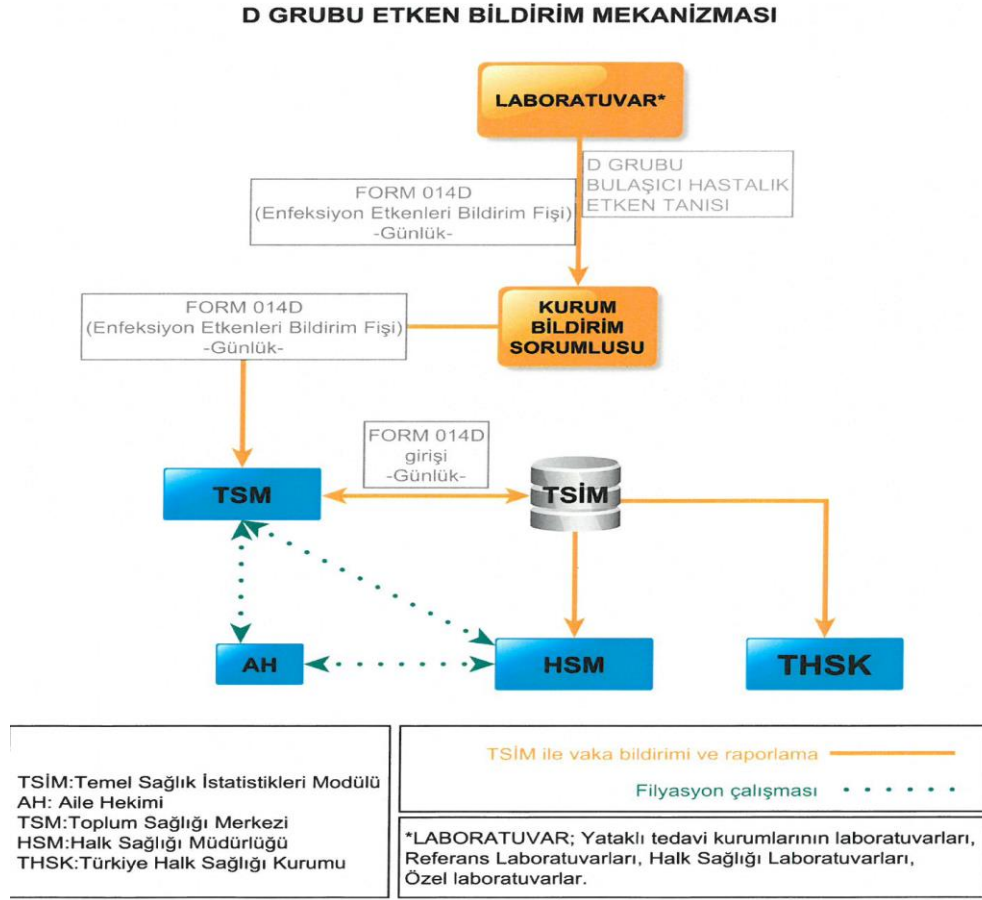 D GRUBU ETKEN BİLDİRİM MEKANİZMASI
LABORATUVAR*
D GRUBU
BULAŞICI HASTALIK
ETKEN TANISI
FORM 014D
(Enfeksiyon Etkenleri Bildirim Fişi)
-Günlük-
KURUM
BİLDİRİM
SORUMLUSU
FORM 014D
(Enfeksiyon Etkenleri Bildirim Fişi)
-Günlük-
FORM 014D
girişi
-Günlük-
TSM
TSİM
AH
HSM
THSK
TSİM:Temel Sağlık İstatistikleri Modülü
AH: Aile Hekimi
TSM:Toplum Sağlığı Merkezi
HSM:Halk Sağlığı Müdürlüğü
THSK:Türkiye Halk Sağlığı Kurumu
TSİM ile vaka bildirimi ve raporlama
Filyasyon çalışması
*LABORATUVAR; Yataklı tedavi kurumlarının laboratuvarları,
Referans Laboratuvarları, Halk Sağlığı Laboratuvarları,
Özel laboratuvarlar.